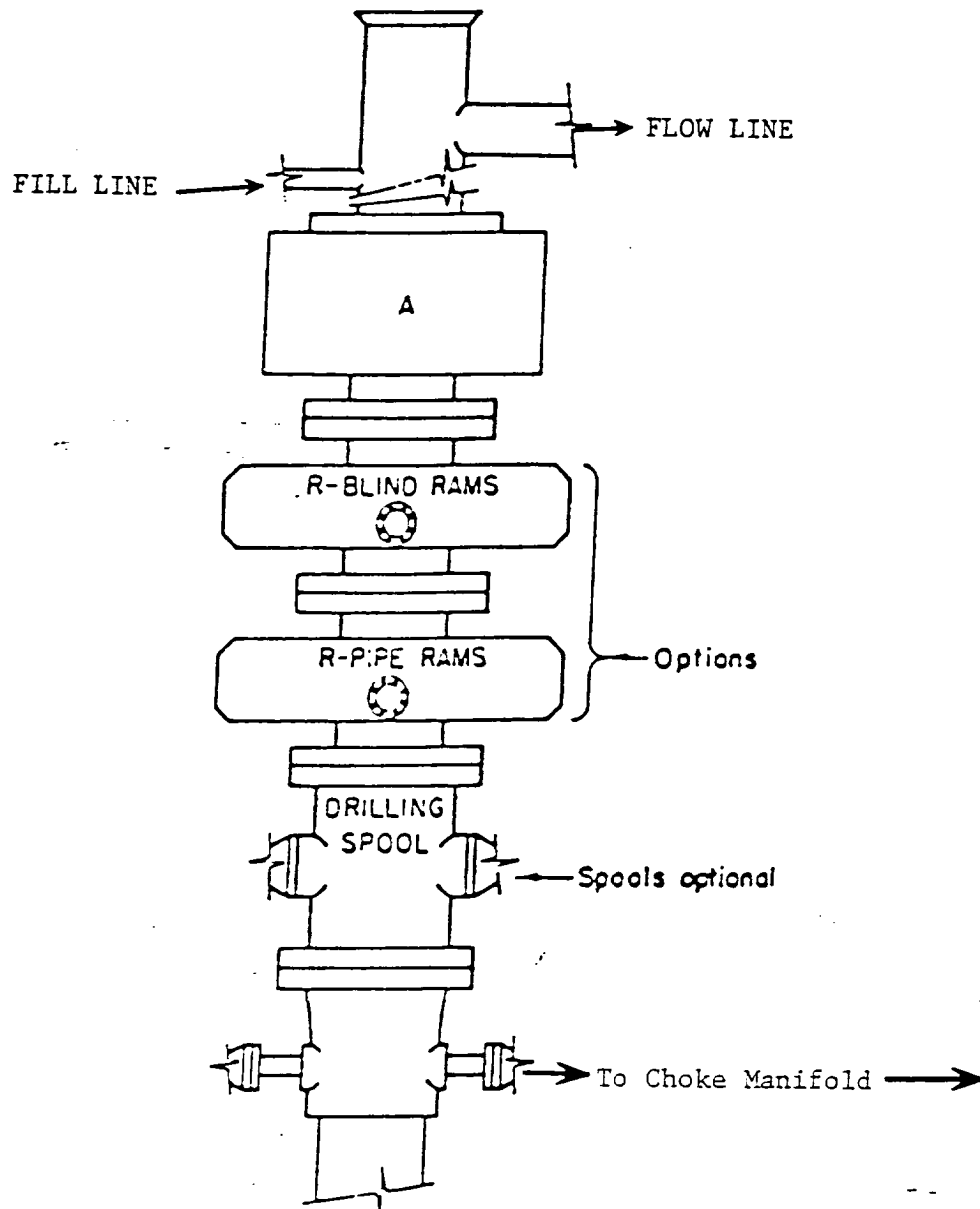 FLOW LINE
FILL LINE
A
R-BLIND RAMS
R-PIPE RAMS
Options
DRILLING
SPOOL
Spools optional
To Choke Manifold